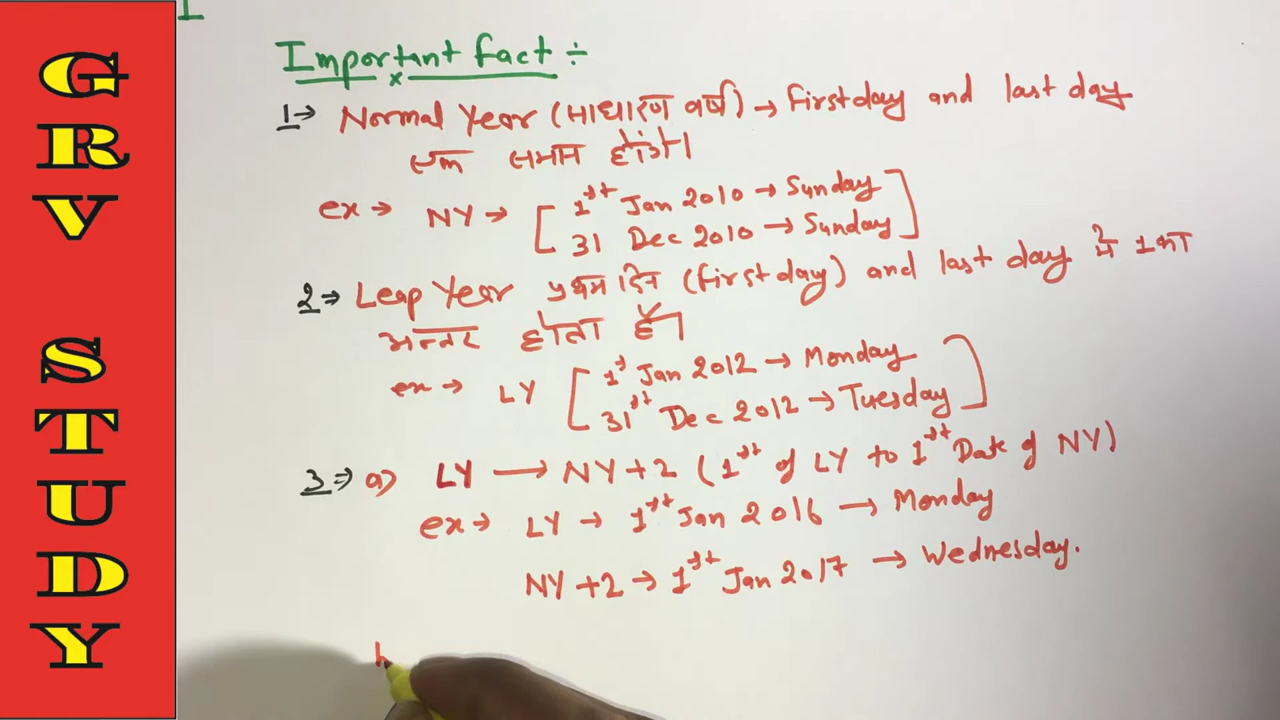 GRV STUDY
Important fact ÷
1→ Normal Year (साधारण वर्ष) → First day and last day
एक समान होंगे।
ex → NY → [ 1st Jan 2010 → Sunday
31 Dec 2010 → Sunday ]
2⇒ Leap Year प्रथम दिन (first day) and last day में 1 का
अन्तर होता है।
ex → LY [ 1st Jan 2012 → Monday
31st Dec 2012 → Tuesday ]
3⇒ a) LY → NY+2 (1st of LY to 1st Date of NY)
ex → LY → 1st Jan 2016 → Monday
NY+2 → 1st Jan 2017 → Wednesday.